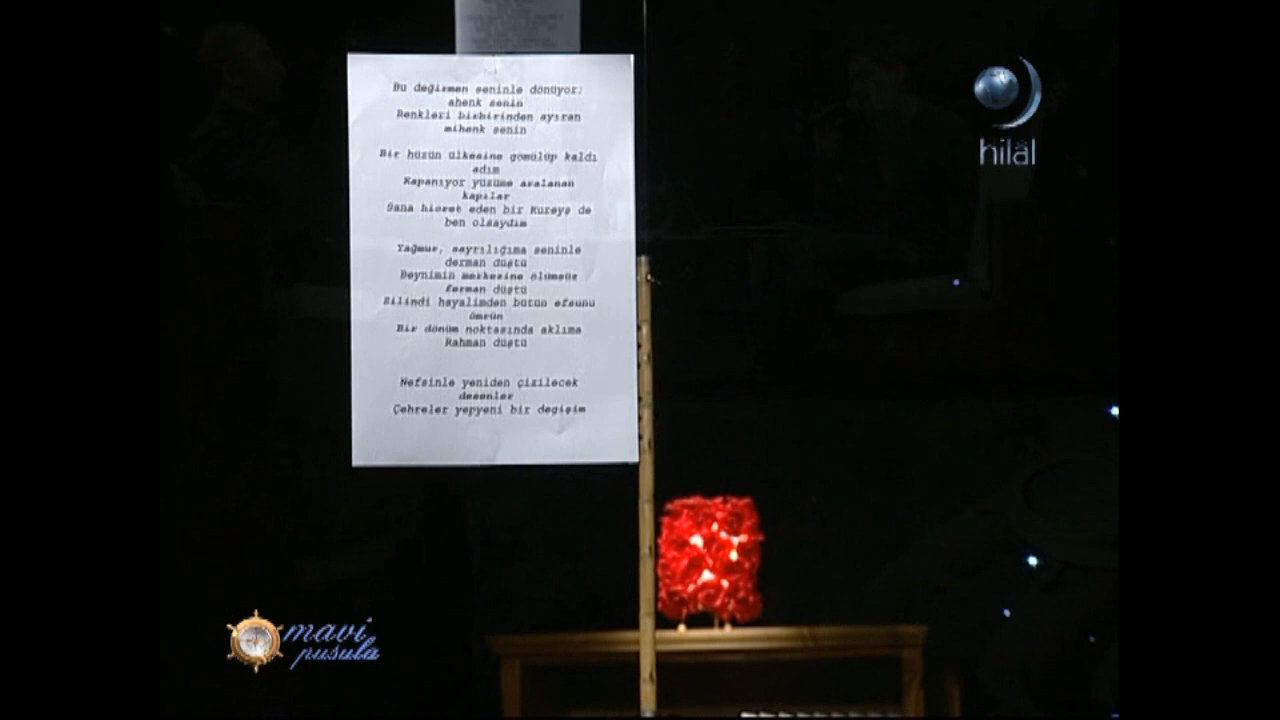 Bu değirmen seninle dönüyor;
ahenk senin
Renkleri birbirinden ayıran
mihenk senin
Bir hüzün ülkesine gömülüp kaldı
adım
Kapanıyor yüzüme aralanan
kapılar
Sana hicret eden bir Kureyş de
ben olsaydım
Yağmur, sayrılığıma seninle
derman düştü
Beynimin merkezine ölümsüz
ferman düştü
Silindi hayalimden bütün efsunu
ömrün
Bir dönüm noktasında aklıma
Rahman düştü
Nefsinle yeniden çizilecek
desenler
Çehreler yepyeni bir değişim
hilâl
mavi
pusula